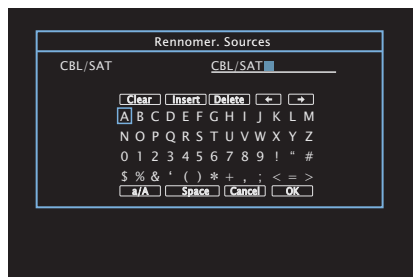 Rennomer. Sources
CBL/SAT CBL/SAT
Clear Insert Delete ← →
A B C D E F G H I J K L M
N O P Q R S T U V W X Y Z
0 1 2 3 4 5 6 7 8 9 ! “ #
$ % & ‘ ( ) * + , ; < = >
a/A Space Cancel OK